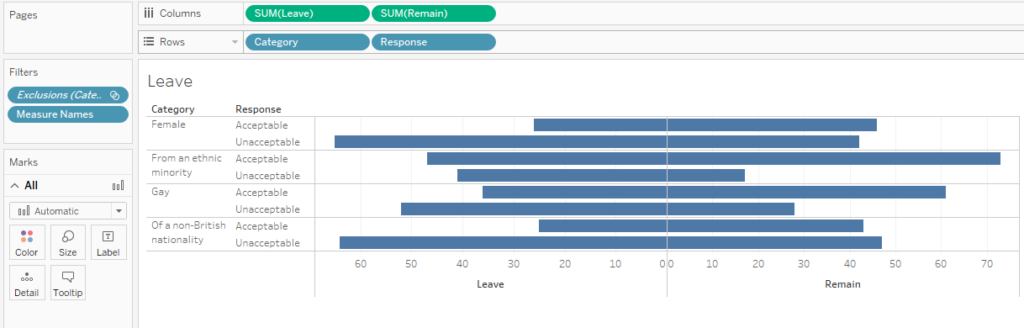 Pages
Columns
SUM(Leave) SUM(Remain)
Rows
Category Response
Filters
Exclusions (Cate..
Measure Names
Marks
All
Automatic
Color Size Label
Detail Tooltip
Leave
Category Response
Female Acceptable
Unacceptable
From an ethnic Acceptable
minority Unacceptable
Gay Acceptable
Unacceptable
Of a non-British Acceptable
nationality Unacceptable
60 50 40 30 20 10 0 0 10 20 30 40 50 60 70
Leave Remain